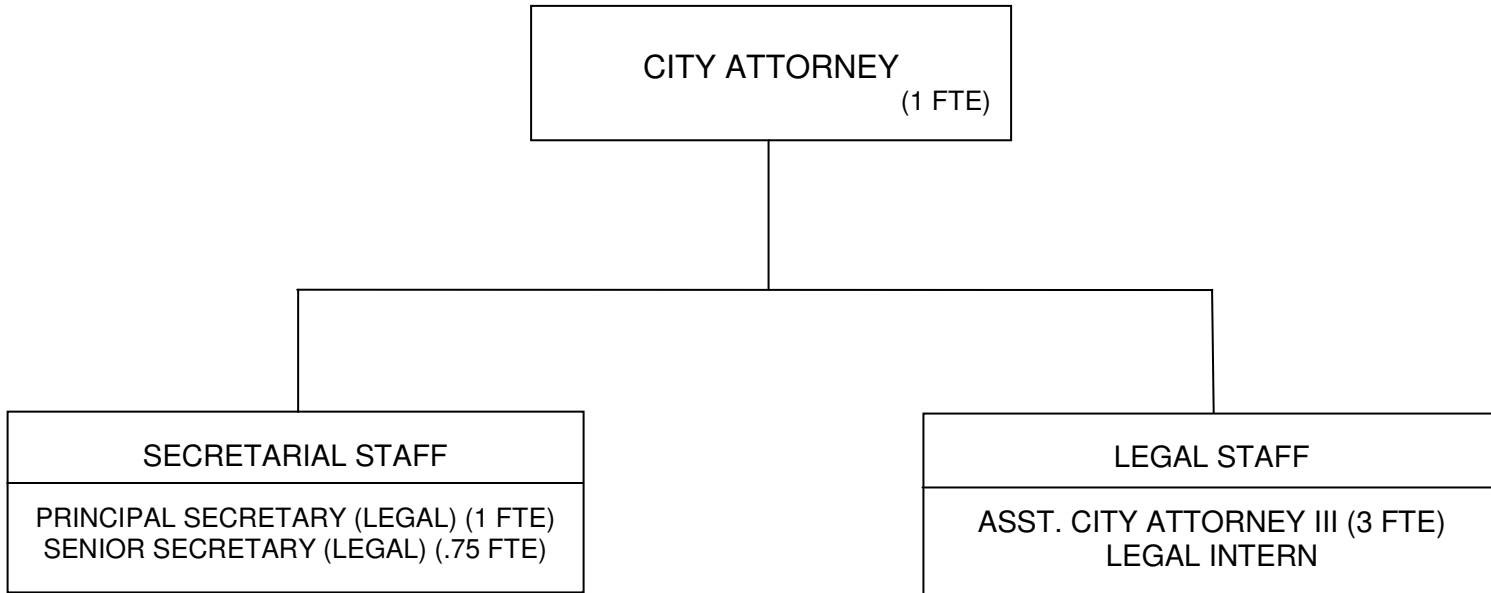 CITY ATTORNEY
(1 FTE)
SECRETARIAL STAFF
PRINCIPAL SECRETARY (LEGAL) (1 FTE)
SENIOR SECRETARY (LEGAL) (.75 FTE)
LEGAL STAFF
ASST. CITY ATTORNEY III (3 FTE)
LEGAL INTERN